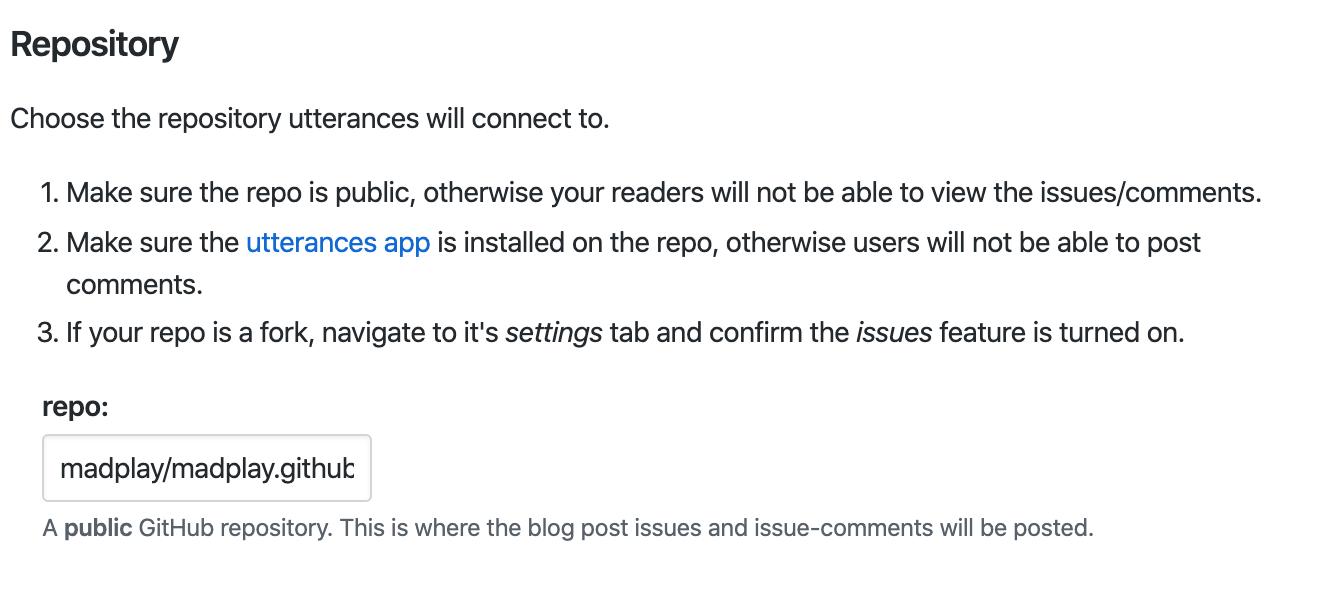 Repository
Choose the repository utterances will connect to.
1. Make sure the repo is public, otherwise your readers will not be able to view the issues/comments.
2. Make sure the utterances app is installed on the repo, otherwise users will not be able to post
comments.
3. If your repo is a fork, navigate to it's settings tab and confirm the issues feature is turned on.
repo:
madplay/madplay.github
A public GitHub repository. This is where the blog post issues and issue-comments will be posted.